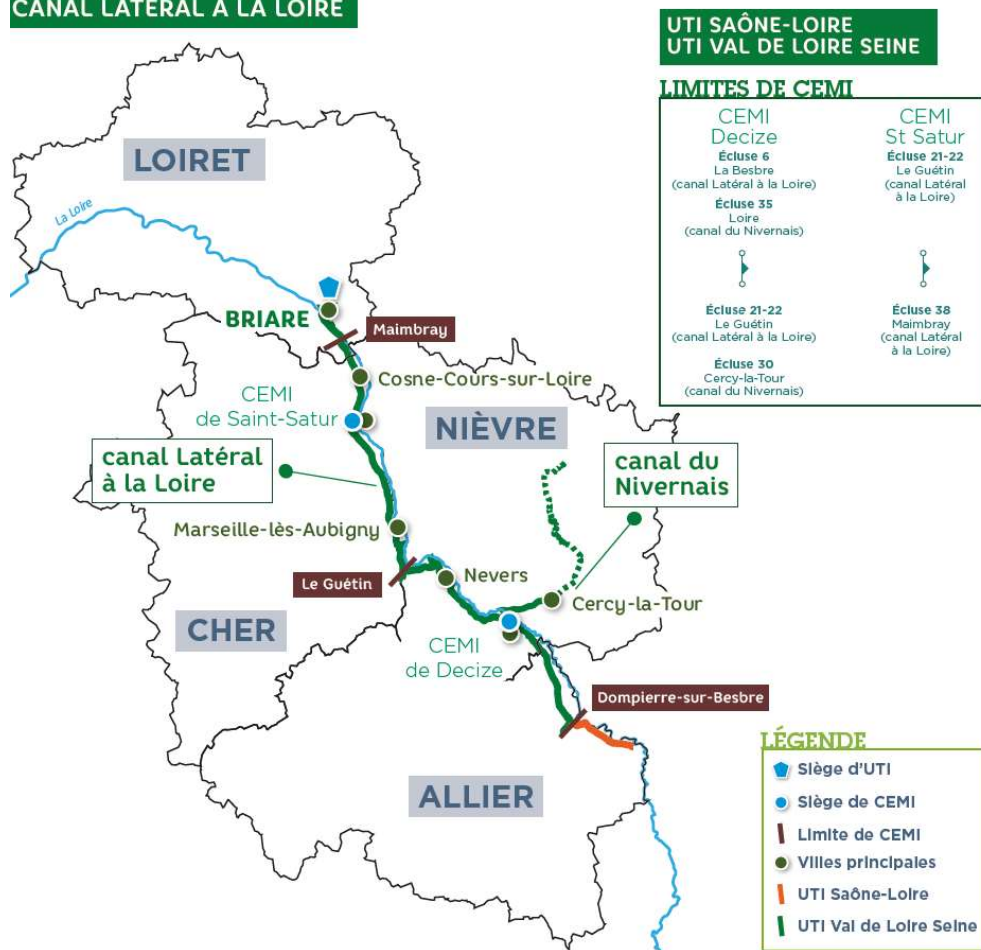 CANAL LATÉRAL À LA LOIRE
UTI SAÔNE-LOIRE
UTI VAL DE LOIRE SEINE
LIMITES DE CEMI
CEMI
Decize
Écluse 6
La Besbre
(canal Latéral à la Loire)
Écluse 35
Loire
(canal du Nivernais)
Écluse 21-22
Le Guétin
(canal Latéral à la Loire)
Écluse 30
Cercy-la-Tour
(canal du Nivernais)
CEMI
St Satur
Écluse 21-22
Le Guétin
(canal Latéral
à la Loire)
Écluse 38
Maimbray
(canal Latéral
à la Loire)
LOIRET
La Loire
BRIARE
Maimbray
Cosne-Cours-sur-Loire
CEMI
de Saint-Satur
NIÈVRE
canal Latéral
à la Loire
canal du
Nivernais
Marseille-lès-Aubigny
Le Guétin
Nevers
Cercy-la-Tour
CHER
CEMI
de Decize
Dompierre-sur-Besbre
ALLIER
LÉGENDE
Siège d'UTI
Siège de CEMI
Limite de CEMI
Villes principales
UTI Saône-Loire
UTI Val de Loire Seine